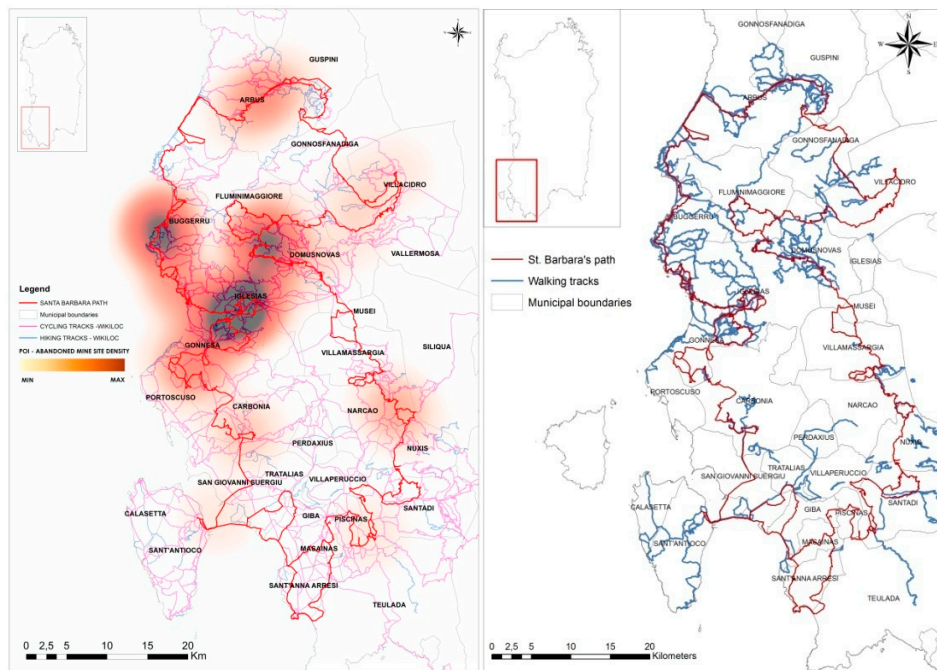 GUSPINI
ARBUS
GONNOSFANADIGA
VILLACIDRO
FLUMINIMAGGIORE
BUGGERRU
DOMUSNOVAS
VALLERMOSA
IGLESIAS
MUSEI
GONNESA
SILIQUA
VILLAMASSARGIA
PORTOSCUSO
CARBONIA
NARCAO
PERDAXIUS
NUXIS
TRATALIAS
SAN GIOVANNI SUERGIU
VILLAPERUCCIO
CALASETTA
GIBA
PISCINAS
SANTADI
SANT'ANTIOCO
MASAINAS
SANT'ANNA ARRESI
TEULADA
Legend
SANTA BARBARA PATH
Municipal boundaries
CYCLING TRACKS -WIKILOC
HIKING TRACKS - WIKILOC
POI - ABANDONED MINE SITE DENSITY
MIN MAX
0 2,5 5 10 15 20
Km
N
W E
S
GONNOSFANADIGA
GUSPINI
ARBUS
GONNOSFANADIGA
VILLACIDRO
FLUMINIMAGGIORE
BUGGERRU
DOMUSNOVAS
IGLESIAS
IGLESIAS
MUSEI
GONNESA
VILLAMASSARGIA
PORTOSCUSO
CARBONIA
NARCAO
PERDAXIUS
NUXIS
TRATALIAS
SAN GIOVANNI SUERGIU
VILLAPERUCCIO
CALASETTA
GIBA
PISCINAS
SANTADI
SANT'ANTIOCO
MASAINAS
SANT'ANNA ARRESI
TEULADA
St. Barbara's path
Walking tracks
Municipal boundaries
0 2,5 5 10 15 20
Kilometers